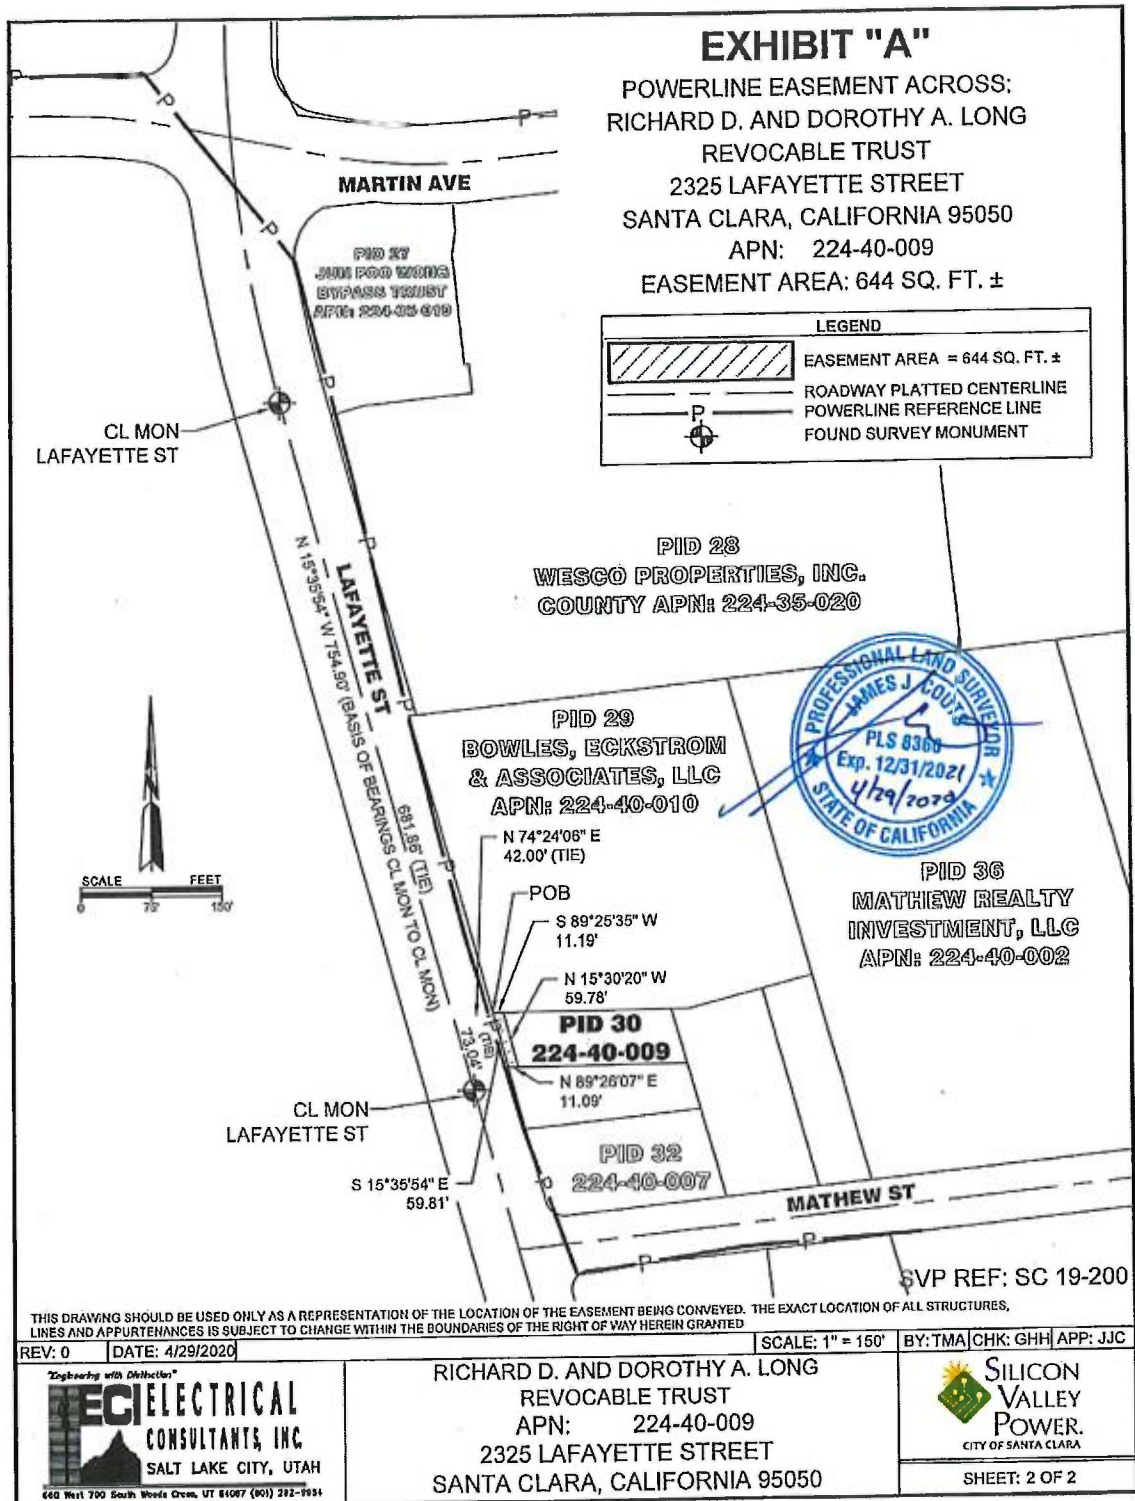 EXHIBIT "A"
POWERLINE EASEMENT ACROSS:
RICHARD D. AND DOROTHY A. LONG
REVOCABLE TRUST
2325 LAFAYETTE STREET
SANTA CLARA, CALIFORNIA 95050
APN: 224-40-009
EASEMENT AREA: 644 SQ. FT. ±
LEGEND
EASEMENT AREA = 644 SQ. FT. ±
ROADWAY PLATTED CENTERLINE
P
POWERLINE REFERENCE LINE
FOUND SURVEY MONUMENT
P
P
P
P
MARTIN AVE
PID 27
JUN POO WONG
BYPASS TRUST
APN: 224-35-019
P
CL MON
LAFAYETTE ST
P
PID 28
WESCO PROPERTIES, INC.
COUNTY APN: 224-35-020
LAFAYETTE ST
N 15°35'54" W 754.90' (BASIS OF BEARINGS CL MON TO CL MON)
P
PROFESSIONAL LAND SURVEYOR
JAMES J. COUTS
PLS 8360
Exp. 12/31/2021
4/29/2020
STATE OF CALIFORNIA
PID 29
BOWLES, ECKSTROM
& ASSOCIATES, LLC
APN: 224-40-010
681.86' (TIE)
N 74°24'06" E
42.00' (TIE)
P
PID 36
MATHEW REALTY
INVESTMENT, LLC
APN: 224-40-002
N
SCALE FEET
0 75' 150'
POB
S 89°25'35" W
11.19'
N 15°30'20" W
59.78'
P
(TIE)
73.04'
PID 30
224-40-009
N 89°26'07" E
11.09'
CL MON
LAFAYETTE ST
PID 32
224-40-007
S 15°35'54" E
59.81'
P
MATHEW ST
P
P
SVP REF: SC 19-200
THIS DRAWING SHOULD BE USED ONLY AS A REPRESENTATION OF THE LOCATION OF THE EASEMENT BEING CONVEYED. THE EXACT LOCATION OF ALL STRUCTURES,
LINES AND APPURTENANCES IS SUBJECT TO CHANGE WITHIN THE BOUNDARIES OF THE RIGHT OF WAY HEREIN GRANTED
REV: 0 DATE: 4/29/2020 SCALE: 1" = 150' BY: TMA CHK: GHH APP: JJC
"Engineering with Distinction"
ECI ELECTRICAL
CONSULTANTS, INC.
SALT LAKE CITY, UTAH
660 West 700 South Woods Cross, UT 84087 (801) 292-9954
RICHARD D. AND DOROTHY A. LONG
REVOCABLE TRUST
APN: 224-40-009
2325 LAFAYETTE STREET
SANTA CLARA, CALIFORNIA 95050
SILICON
VALLEY
POWER.
CITY OF SANTA CLARA
SHEET: 2 OF 2